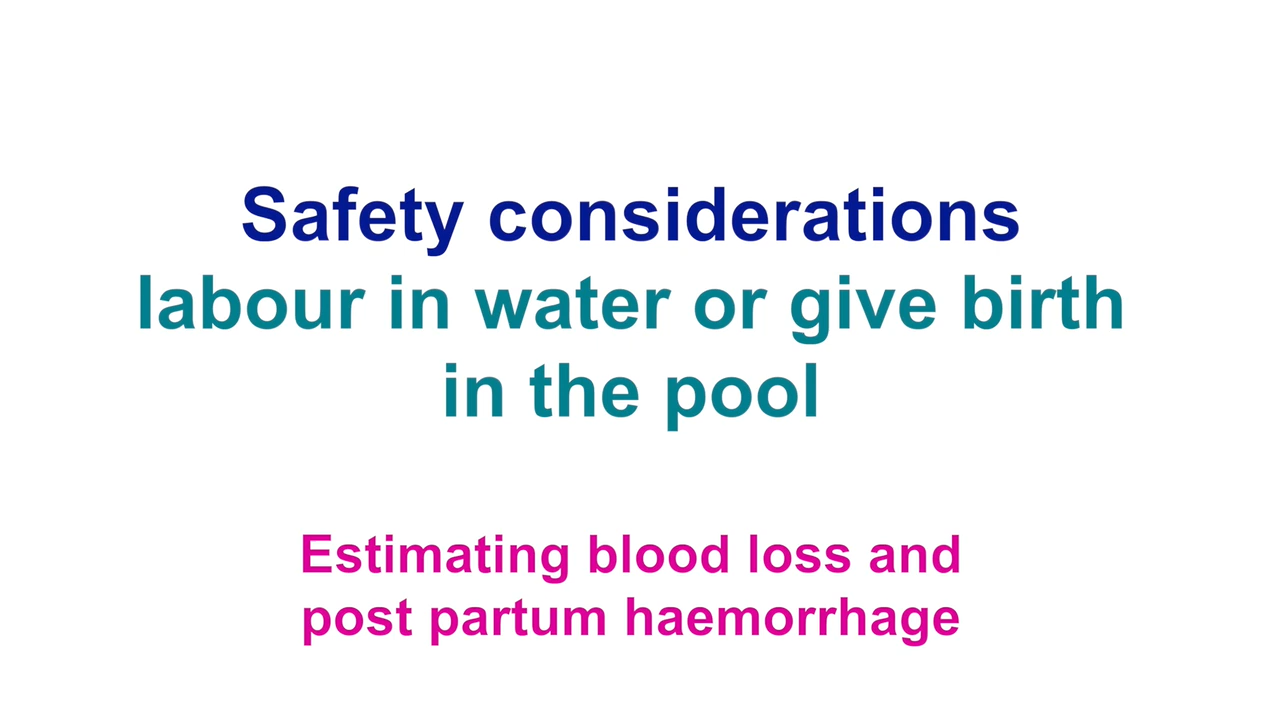 Safety considerations
labour in water or give birth
in the pool
Estimating blood loss and
post partum haemorrhage